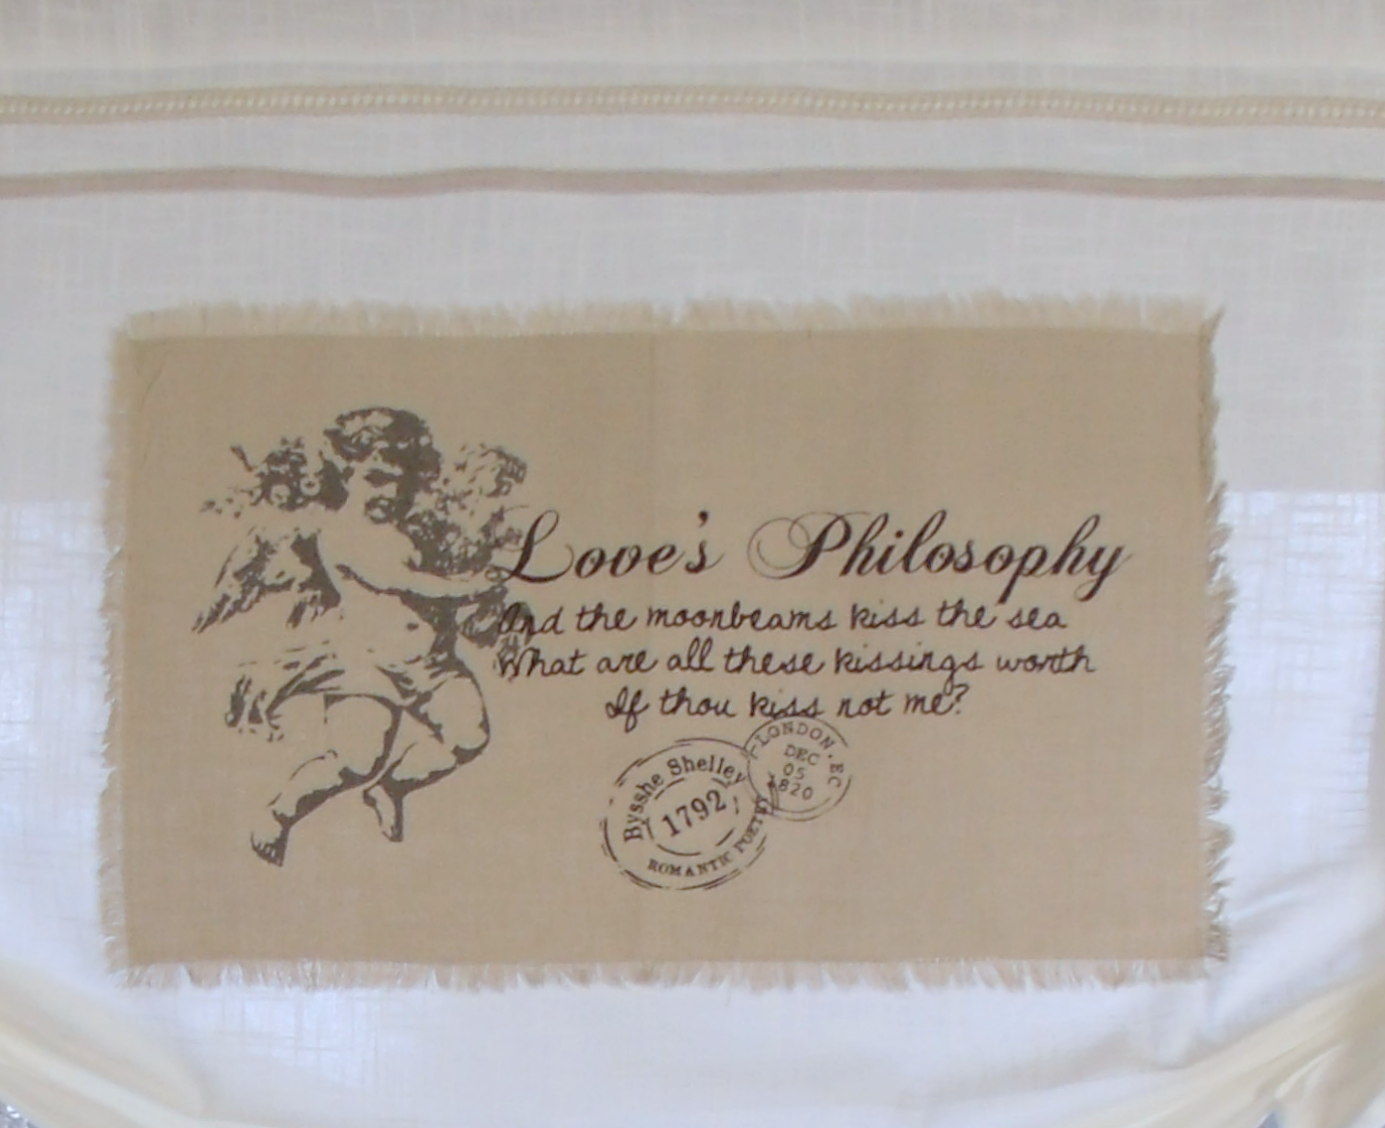 Love's Philosophy
And the moonbeams kiss the sea
What are all these kissings worth
If thou kiss not me?
LONDON . EC
DEC
05
1820
Bysshe Shelley
1792
ROMANTIC POETRY